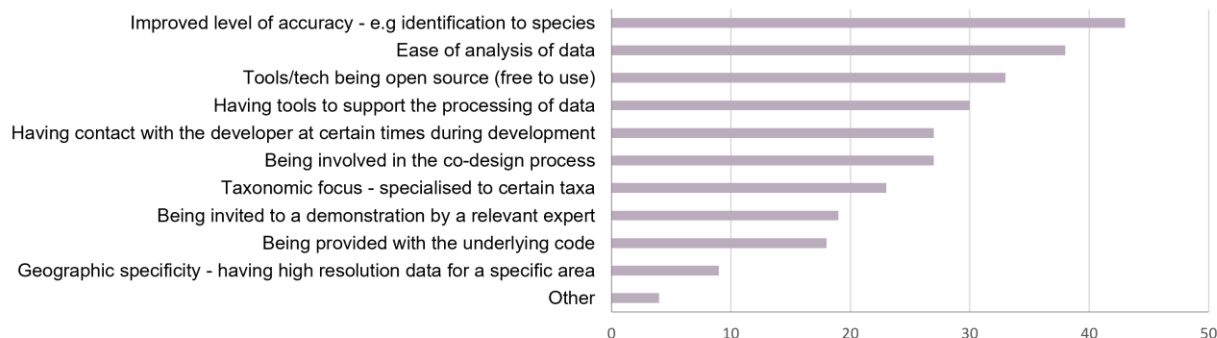 Improved level of accuracy - e.g identification to species
Ease of analysis of data
Tools/tech being open source (free to use)
Having tools to support the processing of data
Having contact with the developer at certain times during development
Being involved in the co-design process
Taxonomic focus - specialised to certain taxa
Being invited to a demonstration by a relevant expert
Being provided with the underlying code
Geographic specificity - having high resolution data for a specific area
Other
0 10 20 30 40 50